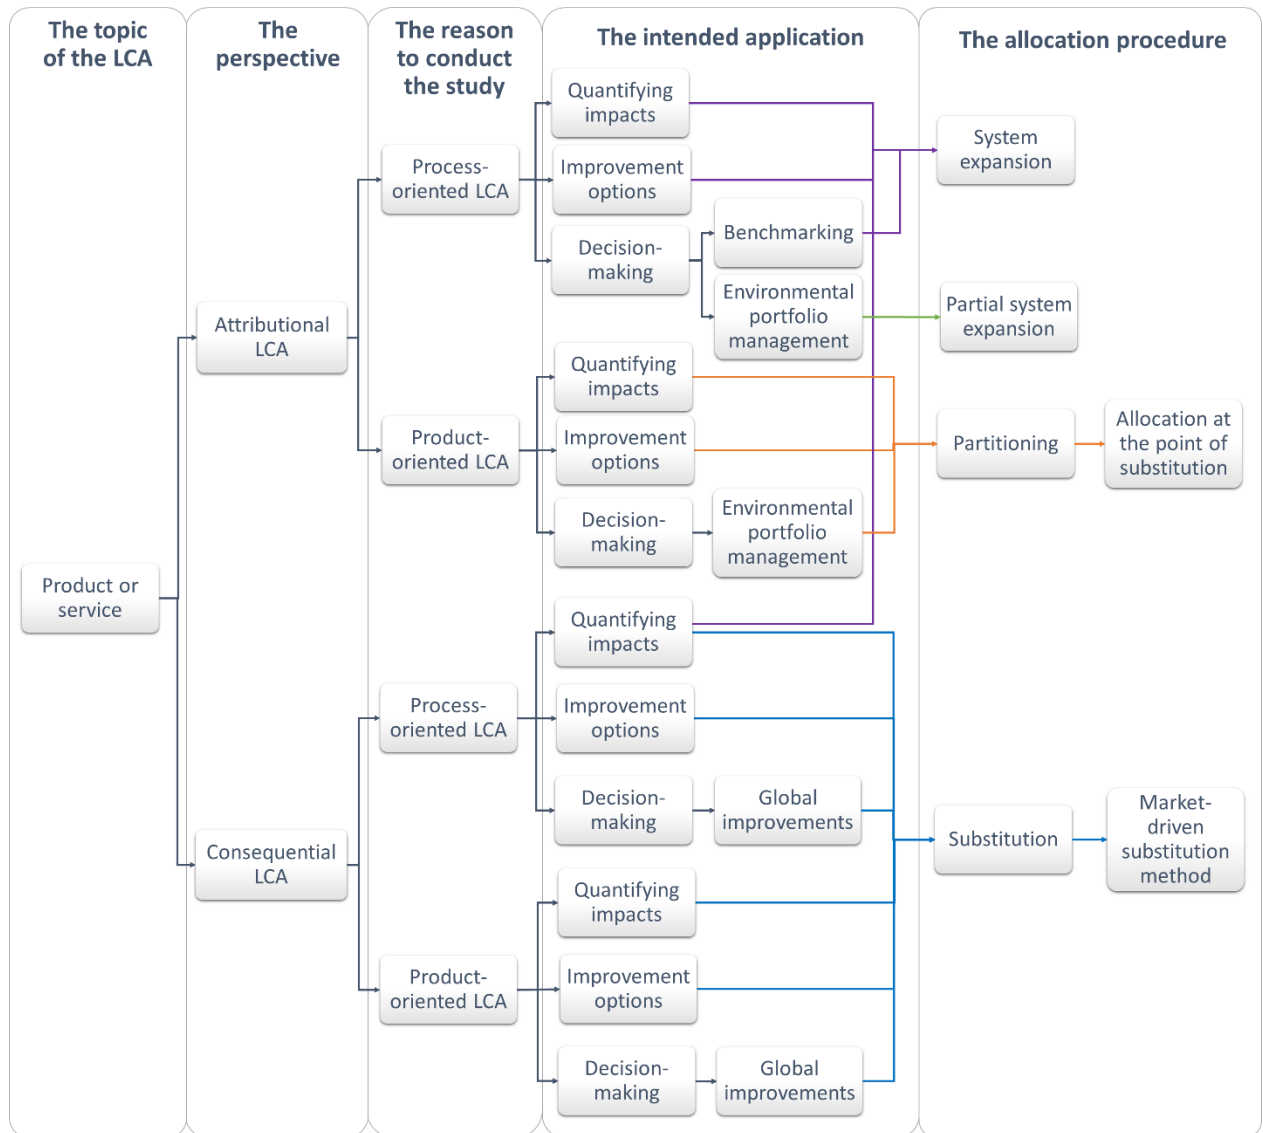 The topic
of the LCA
The
perspective
The reason
to conduct
the study
The intended application
The allocation procedure
Product or
service
Attributional
LCA
Consequential
LCA
Process-
oriented LCA
Product-
oriented LCA
Process-
oriented LCA
Product-
oriented LCA
Quantifying
impacts
Improvement
options
Decision-
making
Benchmarking
Environmental
portfolio
management
Quantifying
impacts
Improvement
options
Decision-
making
Environmental
portfolio
management
Quantifying
impacts
Improvement
options
Decision-
making
Global
improvements
Quantifying
impacts
Improvement
options
Decision-
making
Global
improvements
System
expansion
Partial system
expansion
Partitioning
Allocation at
the point of
substitution
Substitution
Market-
driven
substitution
method